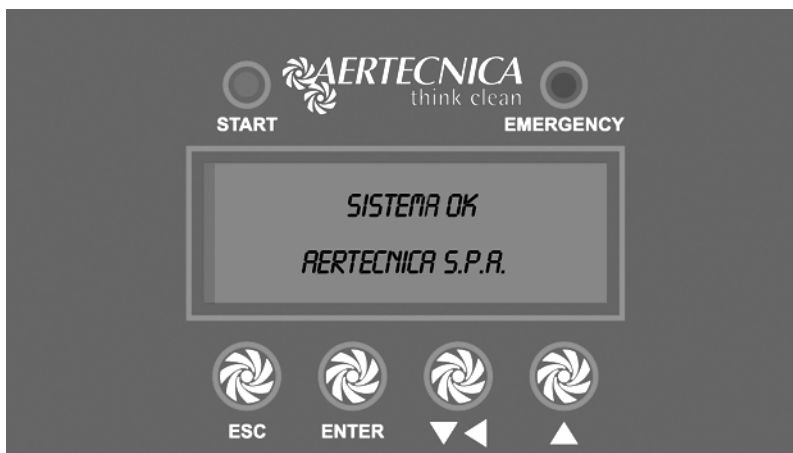 AERTECNICA
think clean
START
EMERGENCY
SISTEMA OK
AERTECNICA S.P.A.
ESC
ENTER